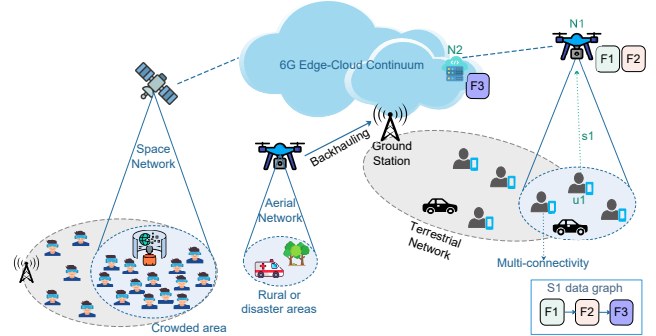 N1
N2
6G Edge-Cloud Continuum
F1
F2
F3
Space
Network
Backhauling
Ground
Station
s1
Aerial
Network
u1
Terrestrial
Network
Multi-connectivity
Rural or
disaster areas
Crowded area
S1 data graph
F1
F2
F3